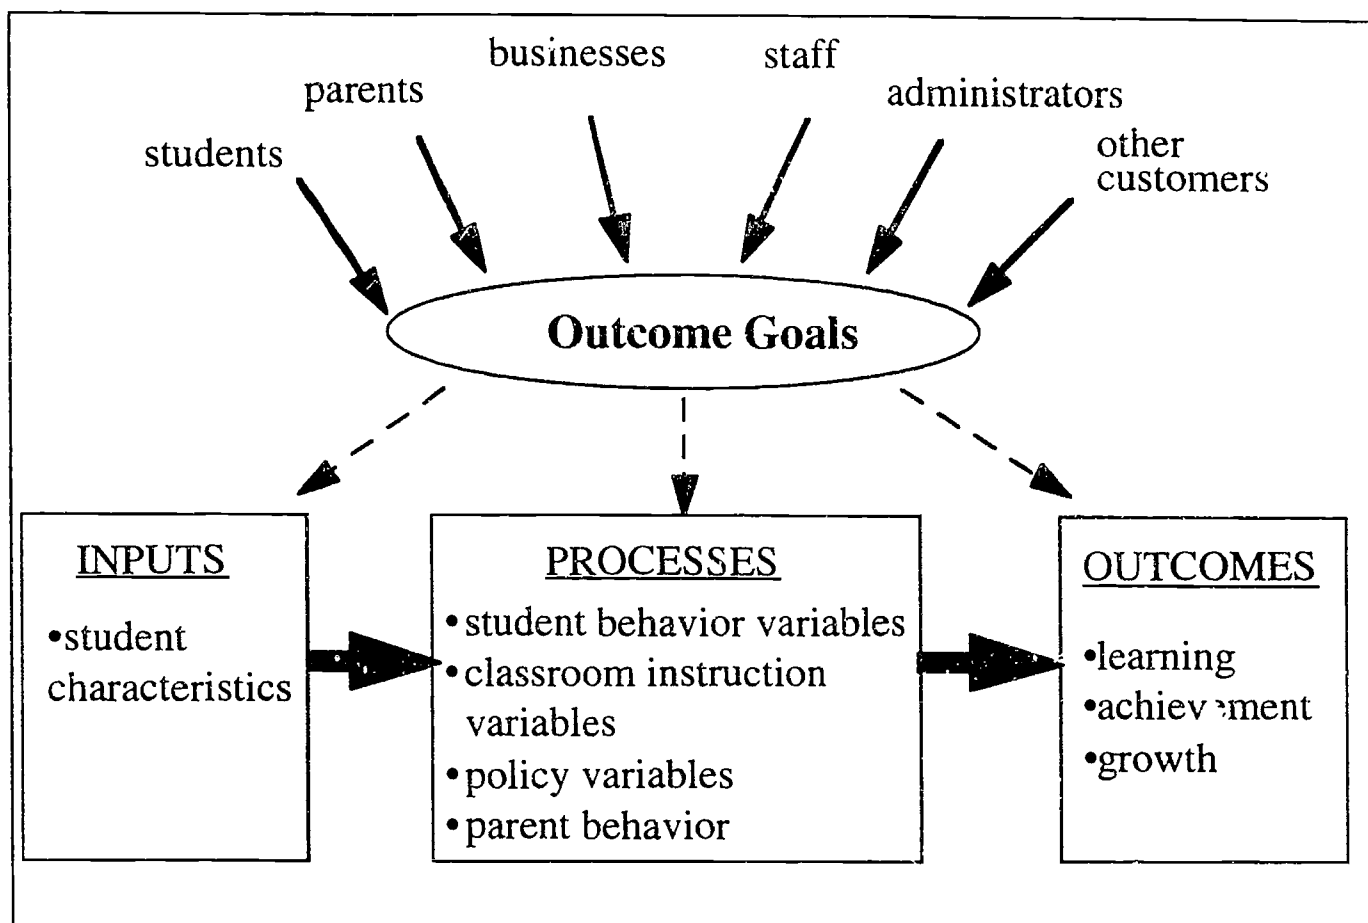 businesses
staff
parents
administrators
students
other
customers
Outcome Goals
INPUTS
•student
characteristics
PROCESSES
•student behavior variables
•classroom instruction
variables
•policy variables
•parent behavior
OUTCOMES
•learning
•achievement
•growth